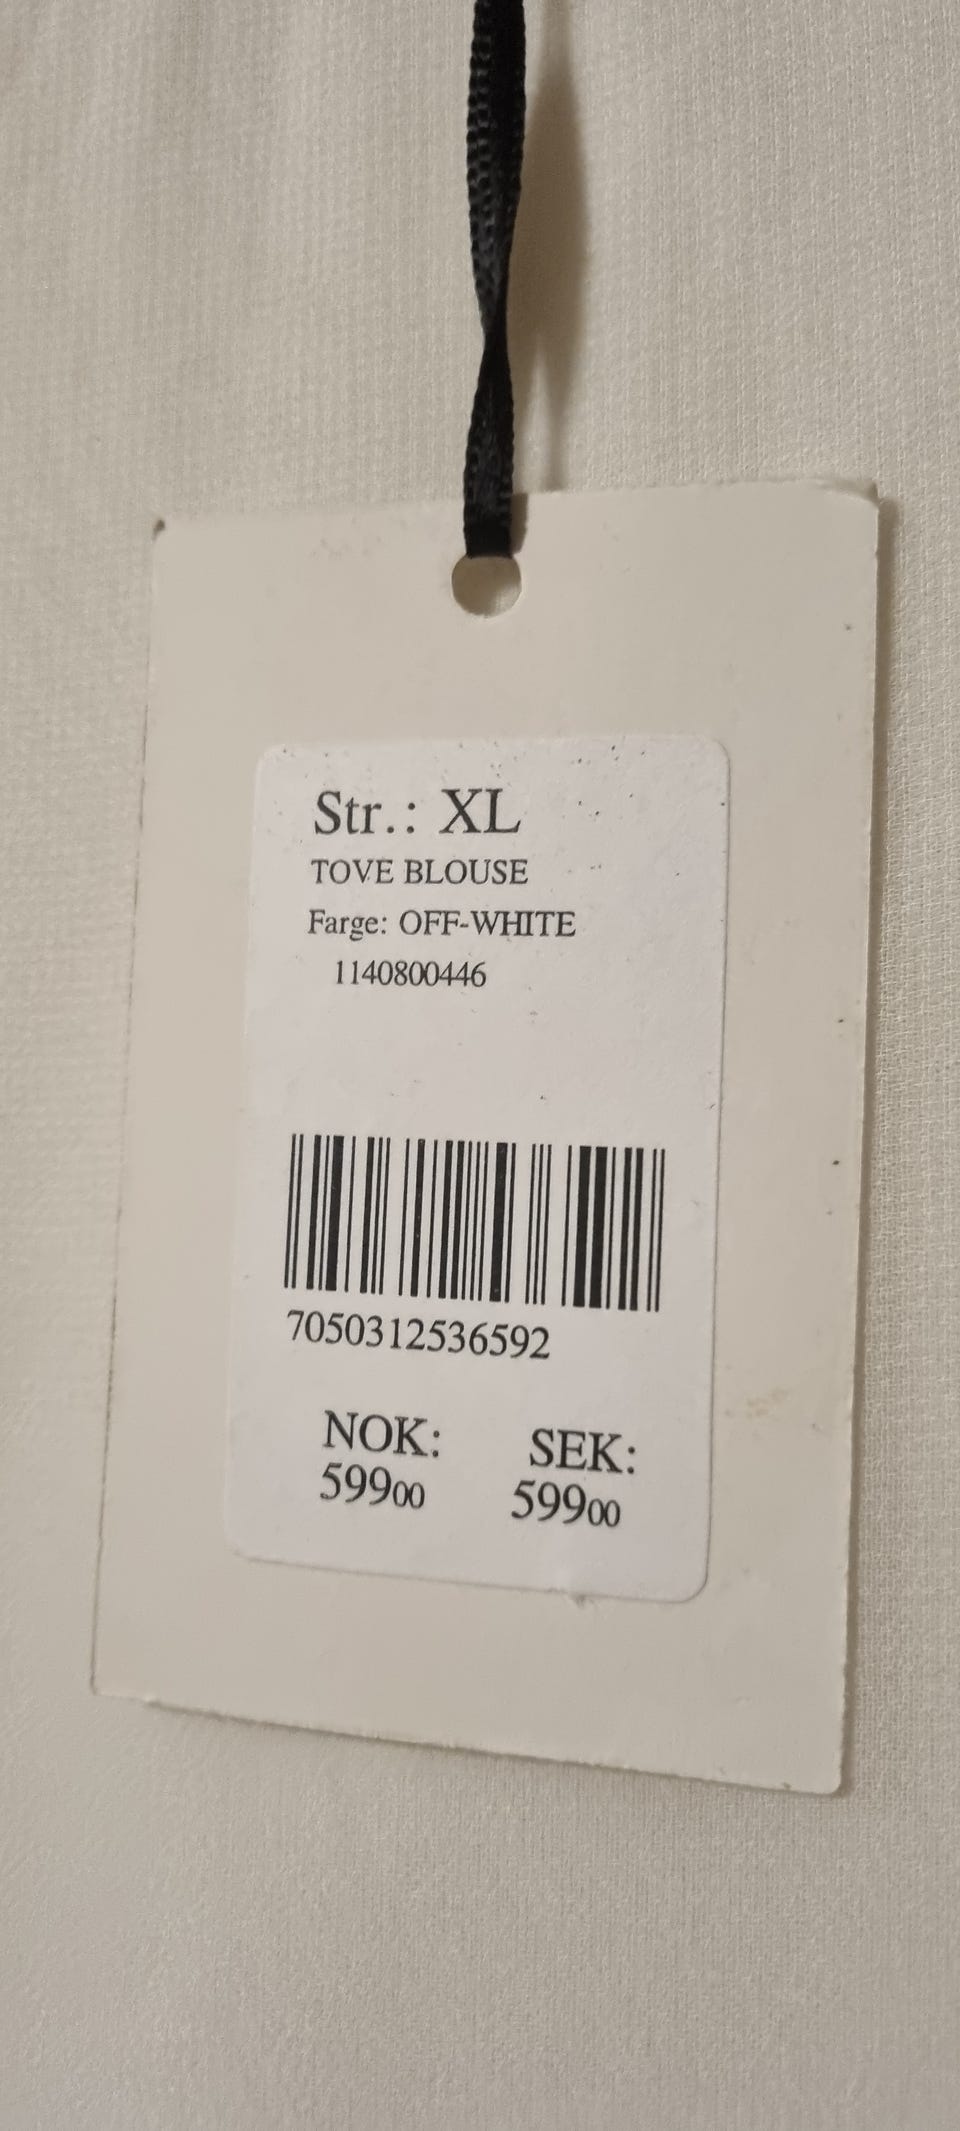 Str.: XL
TOVE BLOUSE
Farge: OFF-WHITE
1140800446
7050312536592
NOK: SEK:
59900 59900